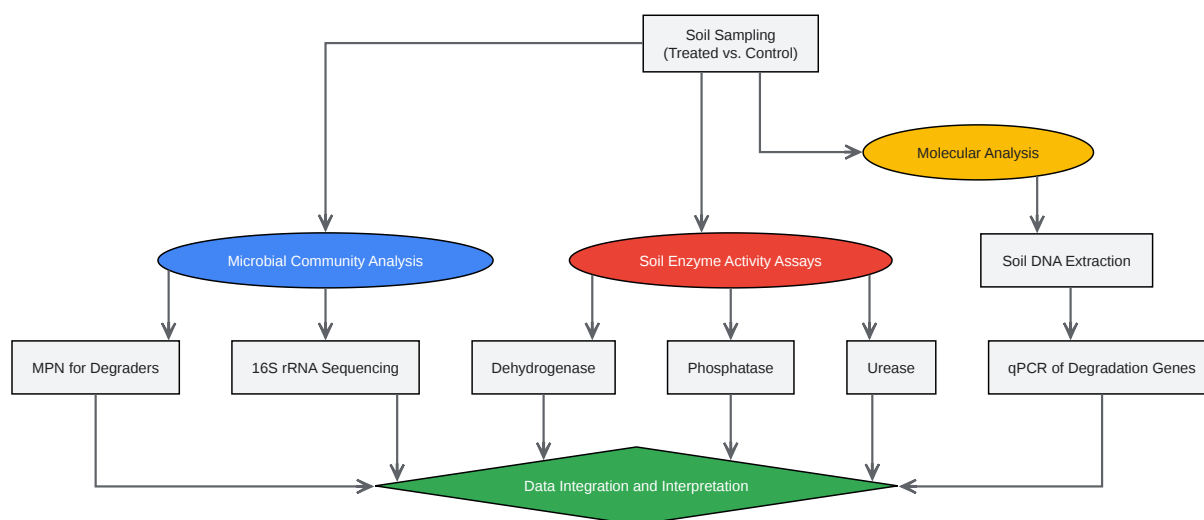 Soil Sampling
(Treated vs. Control)
Molecular Analysis
Microbial Community Analysis
Soil Enzyme Activity Assays
Soil DNA Extraction
MPN for Degraders
16S rRNA Sequencing
Dehydrogenase
Phosphatase
Urease
qPCR of Degradation Genes
Data Integration and Interpretation